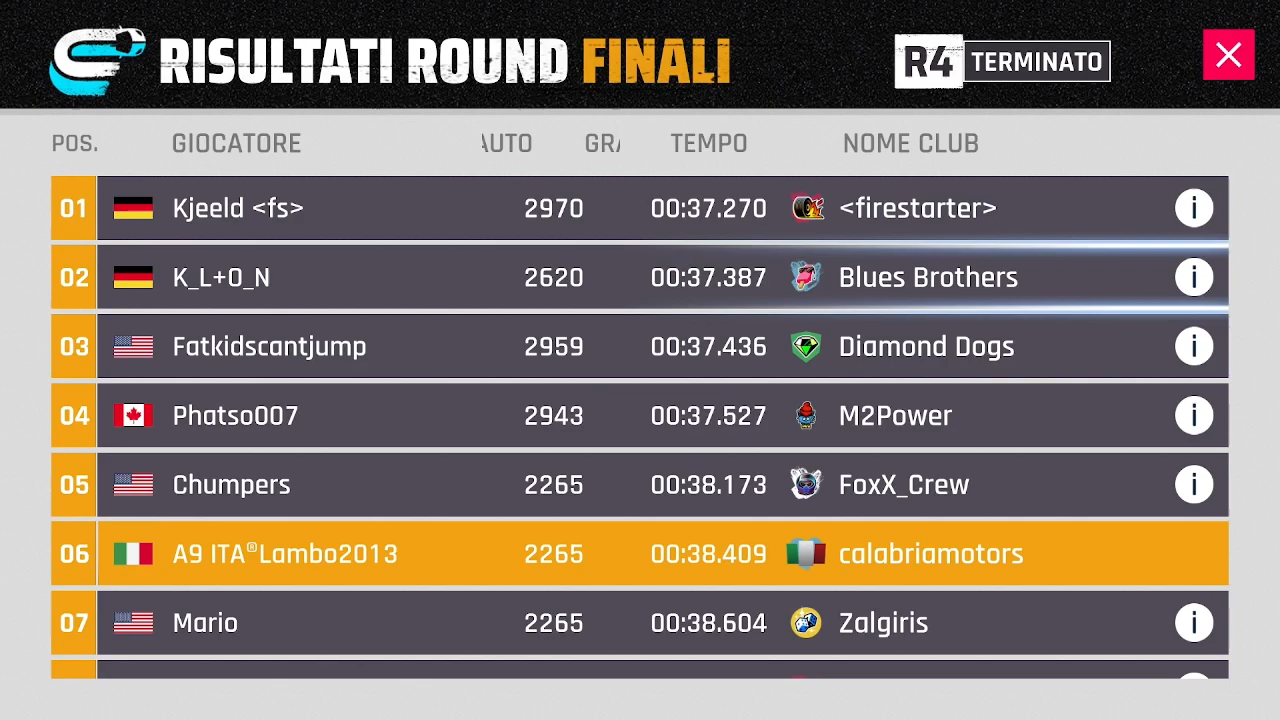 RISULTATI ROUND FINALI
R4 TERMINATO
POS. GIOCATORE AUTO GRA TEMPO NOME CLUB
01 Kjeeld <fs> 2970 00:37.270 <firestarter> i
02 K_L+O_N 2620 00:37.387 Blues Brothers i
03 Fatkidscantjump 2959 00:37.436 Diamond Dogs i
04 Phatso007 2943 00:37.527 M2Power i
05 Chumpers 2265 00:38.173 FoxX_Crew i
06 A9 ITA®Lambo2013 2265 00:38.409 calabriamotors
07 Mario 2265 00:38.604 Zalgiris i